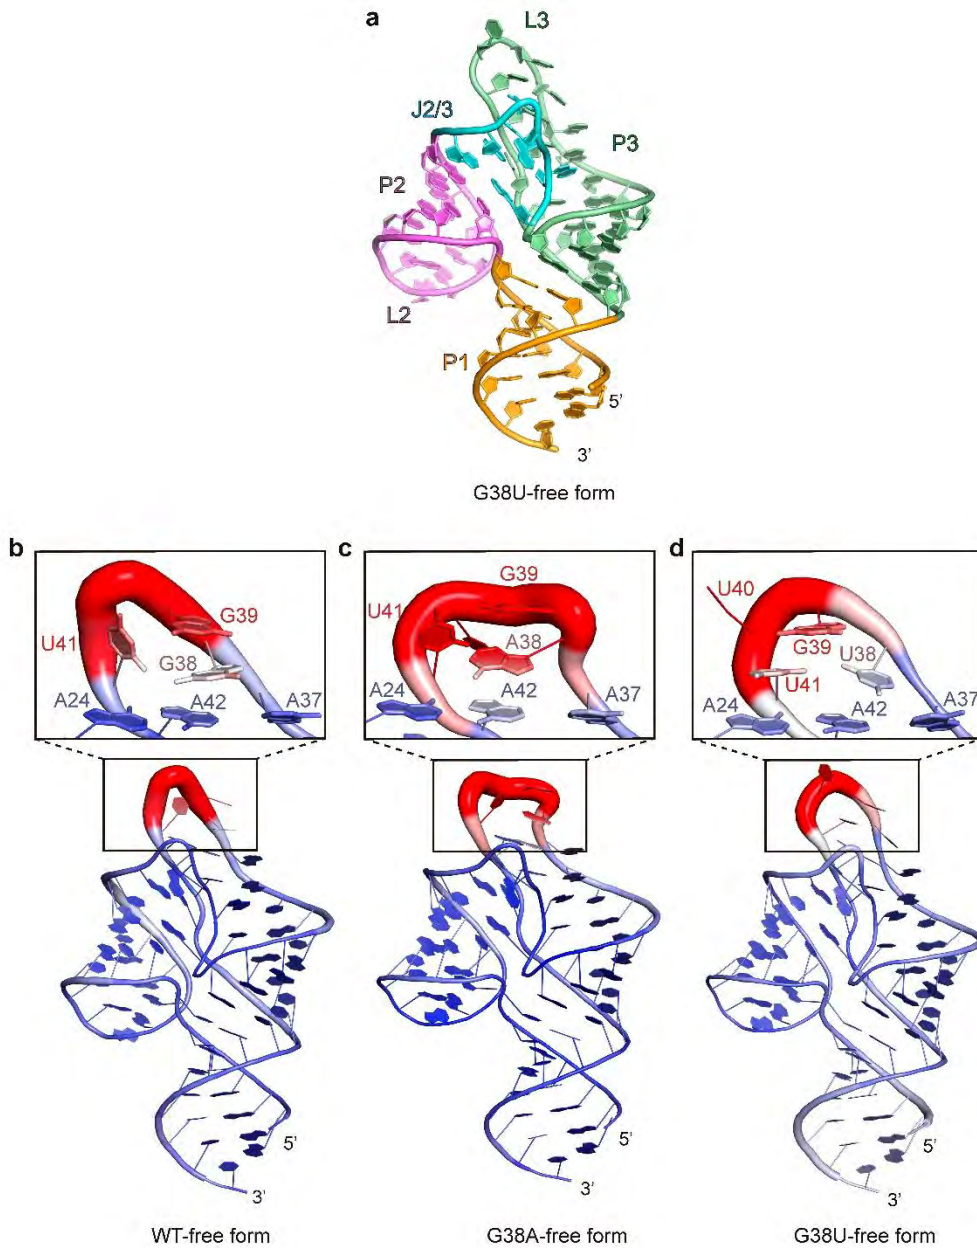 a
L3
J2/3
P3
P2
L2
P1
5'
3'
G38U-free form
b
c
d
G39
U41
G38
A24
A42
A37
G39
U41
A38
A24
A42
A37
U40
G39
U38
U41
A24
A42
A37
5'
3'
WT-free form
5'
3'
G38A-free form
5'
3'
G38U-free form